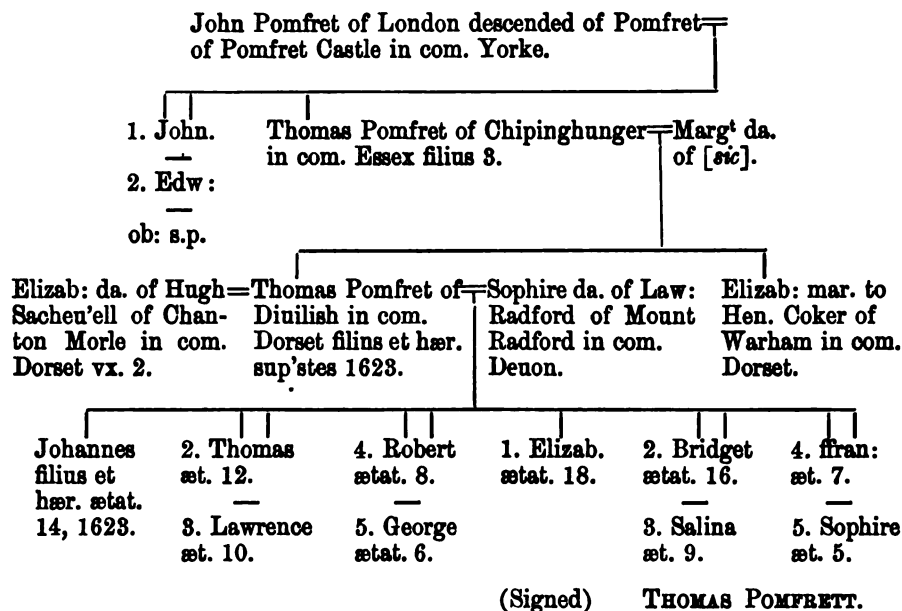 John Pomfret of London descended of Pomfret
of Pomfret Castle in com. Yorke.
1. John.
2. Edw:
ob: s.p.
Thomas Pomfret of Chipinghunger
in com. Essex filius 3.
Margᵗ da.
of [sic].
Elizab: da. of Hugh
Sacheu'ell of Chan-
ton Morle in com.
Dorset vx. 2.
Thomas Pomfret of
Diuilish in com.
Dorset filius et hær.
sup'stes 1623.
Sophire da. of Law:
Radford of Mount
Radford in com.
Deuon.
Elizab: mar. to
Hen. Coker of
Warham in com.
Dorset.
Johannes
filius et
hær. ætat.
14, 1623.
2. Thomas
æt. 12.
3. Lawrence
æt. 10.
4. Robert
ætat. 8.
5. George
ætat. 6.
1. Elizab.
ætat. 18.
2. Bridget
ætat. 16.
3. Salina
æt. 9.
4. ffran:
æt. 7.
5. Sophire
æt. 5.
(Signed) THOMAS POMFRETT.